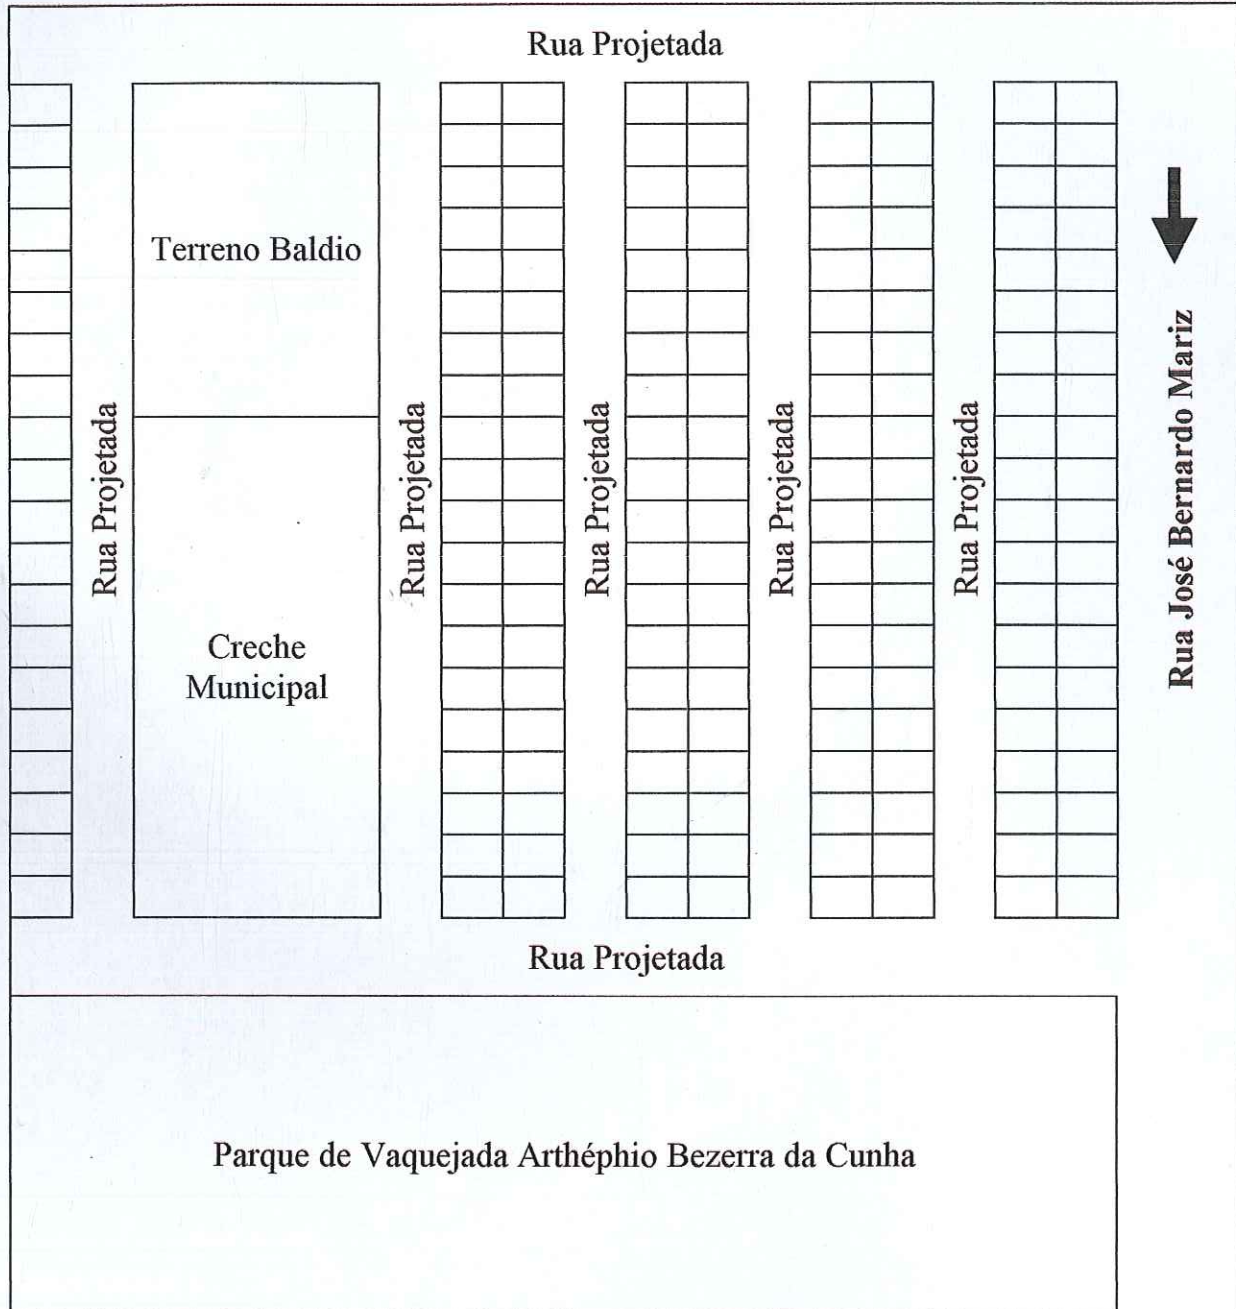 Rua Projetada
Terreno Baldio
Rua Projetada
Rua Projetada
Rua Projetada
Rua Projetada
Rua Projetada
Rua José Bernardo Mariz
Creche
Municipal
Rua Projetada
Parque de Vaquejada Arthéphio Bezerra da Cunha